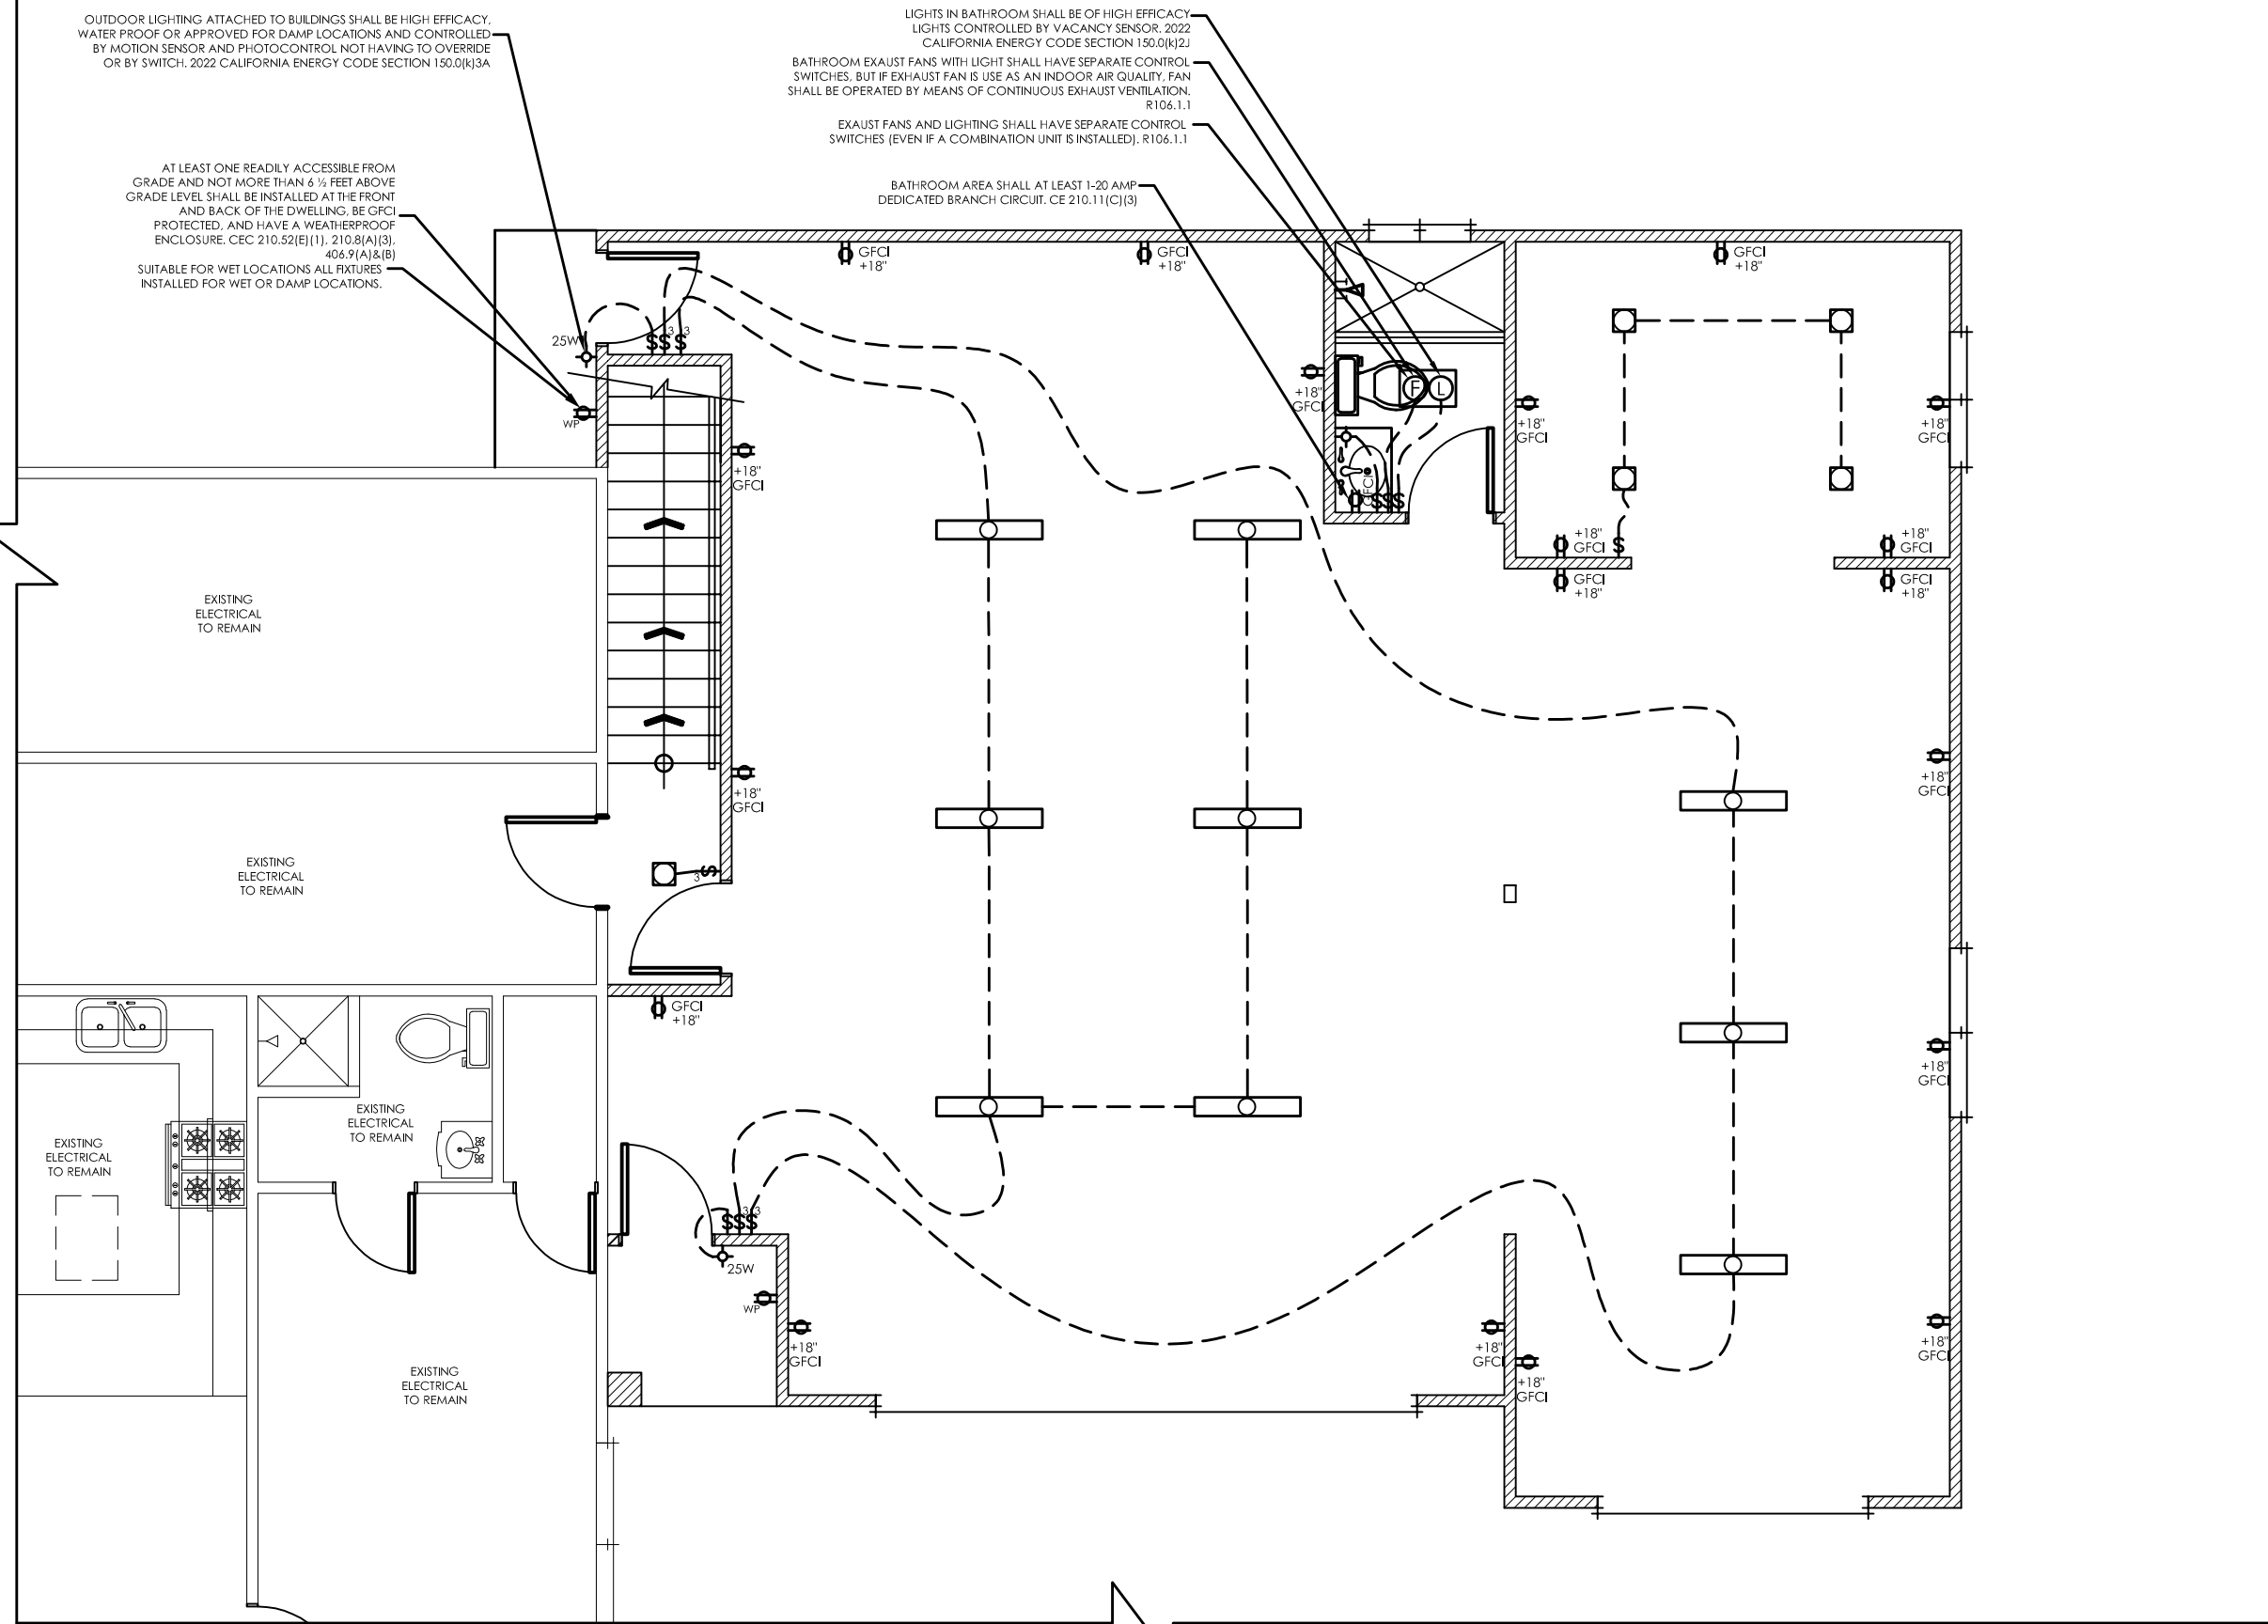 OUTDOOR LIGHTING ATTACHED TO BUILDINGS SHALL BE HIGH EFFICACY,
WATER PROOF OR APPROVED FOR DAMP LOCATIONS AND CONTROLLED
BY MOTION SENSOR AND PHOTOCONTROL NOT HAVING TO OVERRIDE
OR BY SWITCH. 2022 CALIFORNIA ENERGY CODE SECTION 150.0(k)3A
LIGHTS IN BATHROOM SHALL BE OF HIGH EFFICACY
LIGHTS CONTROLLED BY VACANCY SENSOR. 2022
CALIFORNIA ENERGY CODE SECTION 150.0(k)2J
BATHROOM EXAUST FANS WITH LIGHT SHALL HAVE SEPARATE CONTROL
SWITCHES, BUT IF EXHAUST FAN IS USE AS AN INDOOR AIR QUALITY, FAN
SHALL BE OPERATED BY MEANS OF CONTINUOUS EXHAUST VENTILATION.
R106.1.1
EXAUST FANS AND LIGHTING SHALL HAVE SEPARATE CONTROL
SWITCHES (EVEN IF A COMBINATION UNIT IS INSTALLED). R106.1.1
AT LEAST ONE READILY ACCESSIBLE FROM
GRADE AND NOT MORE THAN 6 ½ FEET ABOVE
GRADE LEVEL SHALL BE INSTALLED AT THE FRONT
AND BACK OF THE DWELLING, BE GFCI
PROTECTED, AND HAVE A WEATHERPROOF
ENCLOSURE. CEC 210.52(E)(1), 210.8(A)(3),
406.9(A)&(B)
SUITABLE FOR WET LOCATIONS ALL FIXTURES
INSTALLED FOR WET OR DAMP LOCATIONS.
BATHROOM AREA SHALL AT LEAST 1-20 AMP
DEDICATED BRANCH CIRCUIT. CE 210.11(C)(3)
GFCI
+18"
GFCI
+18"
GFCI
+18"
25W
$$ $
3 3
WP
+18"
GFCI
F L
+18"
GFCI
+18"
GFCI
+18"
GFCI
GFCI
$$$
+18"
GFCI
$
+18"
GFCI
GFCI
+18"
GFCI
+18"
EXISTING
ELECTRICAL
TO REMAIN
+18"
GFCI
+18"
GFCI
EXISTING
ELECTRICAL
TO REMAIN
3 $
GFCI
+18"
+18"
GFCI
EXISTING
ELECTRICAL
TO REMAIN
EXISTING
ELECTRICAL
TO REMAIN
$$$
3 3
25W
WP
+18"
GFCI
+18"
GFCI
+18"
GFCI
+18"
GFCI
EXISTING
ELECTRICAL
TO REMAIN